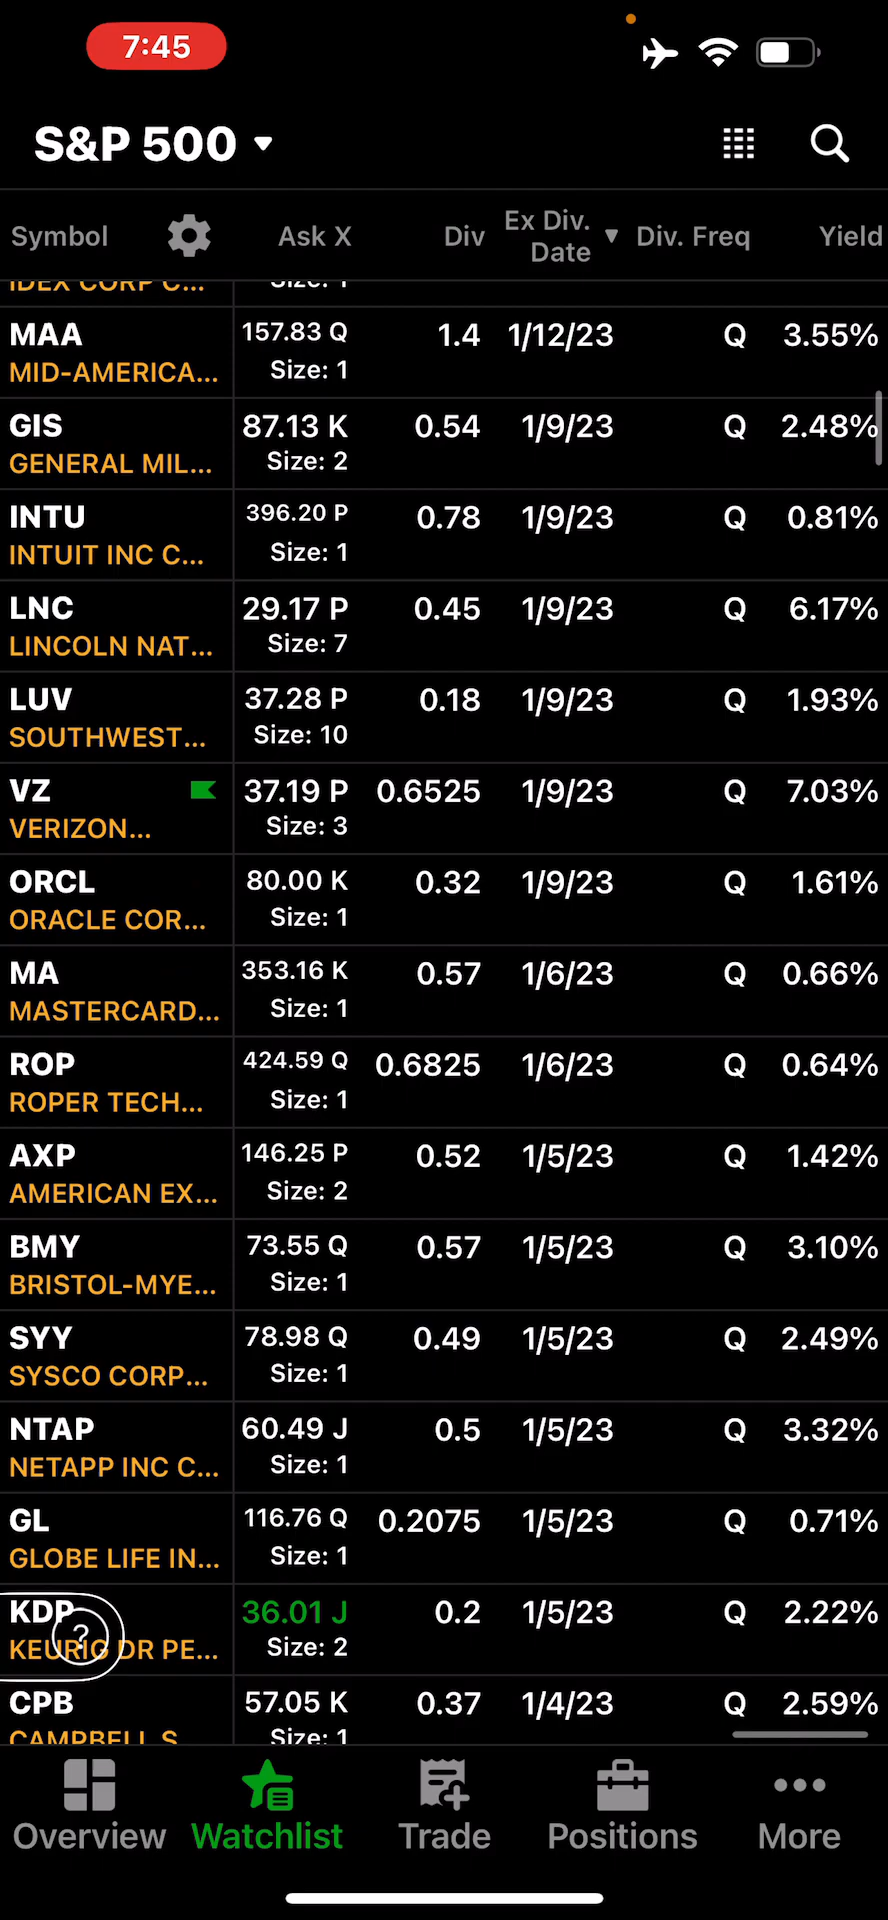 7:45
S&P 500
Symbol Ask X Div Ex Div. Date Div. Freq Yield
IDEX CORP C... Size: 1
MAA 157.83 Q 1.4 1/12/23 Q 3.55%
MID-AMERICA... Size: 1
GIS 87.13 K 0.54 1/9/23 Q 2.48%
GENERAL MIL... Size: 2
INTU 396.20 P 0.78 1/9/23 Q 0.81%
INTUIT INC C... Size: 1
LNC 29.17 P 0.45 1/9/23 Q 6.17%
LINCOLN NAT... Size: 7
LUV 37.28 P 0.18 1/9/23 Q 1.93%
SOUTHWEST... Size: 10
VZ 37.19 P 0.6525 1/9/23 Q 7.03%
VERIZON... Size: 3
ORCL 80.00 K 0.32 1/9/23 Q 1.61%
ORACLE COR... Size: 1
MA 353.16 K 0.57 1/6/23 Q 0.66%
MASTERCARD... Size: 1
ROP 424.59 Q 0.6825 1/6/23 Q 0.64%
ROPER TECH... Size: 1
AXP 146.25 P 0.52 1/5/23 Q 1.42%
AMERICAN EX... Size: 2
BMY 73.55 Q 0.57 1/5/23 Q 3.10%
BRISTOL-MYE... Size: 1
SYY 78.98 Q 0.49 1/5/23 Q 2.49%
SYSCO CORP... Size: 1
NTAP 60.49 J 0.5 1/5/23 Q 3.32%
NETAPP INC C... Size: 1
GL 116.76 Q 0.2075 1/5/23 Q 0.71%
GLOBE LIFE IN... Size: 1
KDP 36.01 J 0.2 1/5/23 Q 2.22%
?
KEURIG DR PE... Size: 2
CPB 57.05 K 0.37 1/4/23 Q 2.59%
CAMPBELL S Size: 1
Overview Watchlist Trade Positions More